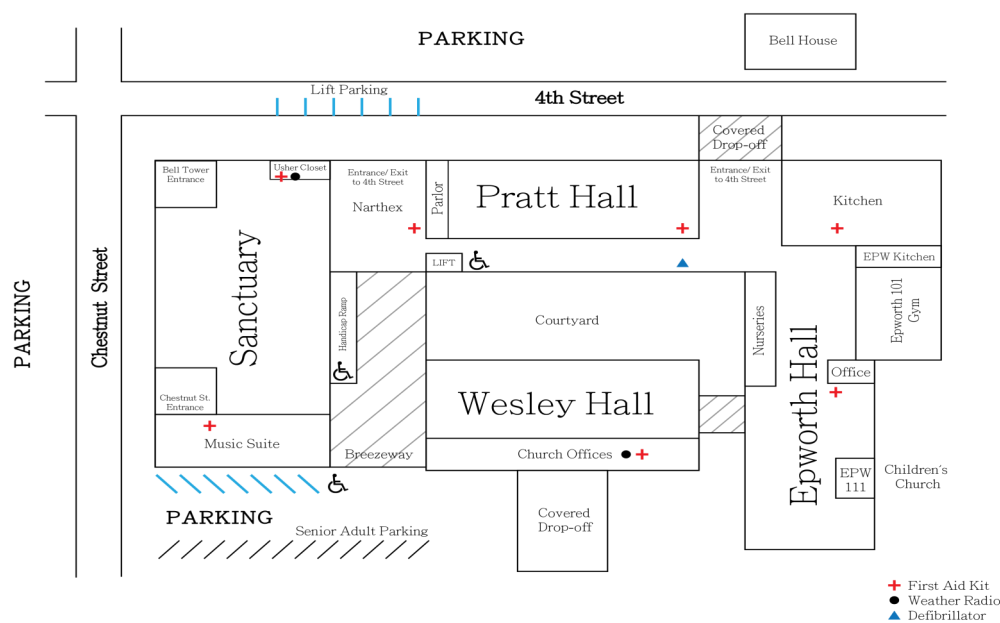 PARKING
Bell House
Lift Parking
4th Street
Covered
Drop-off
Bell Tower
Entrance
Usher Closet
Entrance/ Exit
to 4th Street
Narthex
Parlor
Pratt Hall
Entrance/ Exit
to 4th Street
Kitchen
LIFT
EPW Kitchen
Epworth 101
Gym
PARKING
Chestnut Street
Sanctuary
Handicap Ramp
Courtyard
Nurseries
Epworth Hall
Office
Chestnut St.
Entrance
Wesley Hall
Music Suite
Breezeway
Church Offices
EPW
111
Children's
Church
PARKING
Senior Adult Parking
Covered
Drop-off
First Aid Kit
Weather Radio
Defibrillator